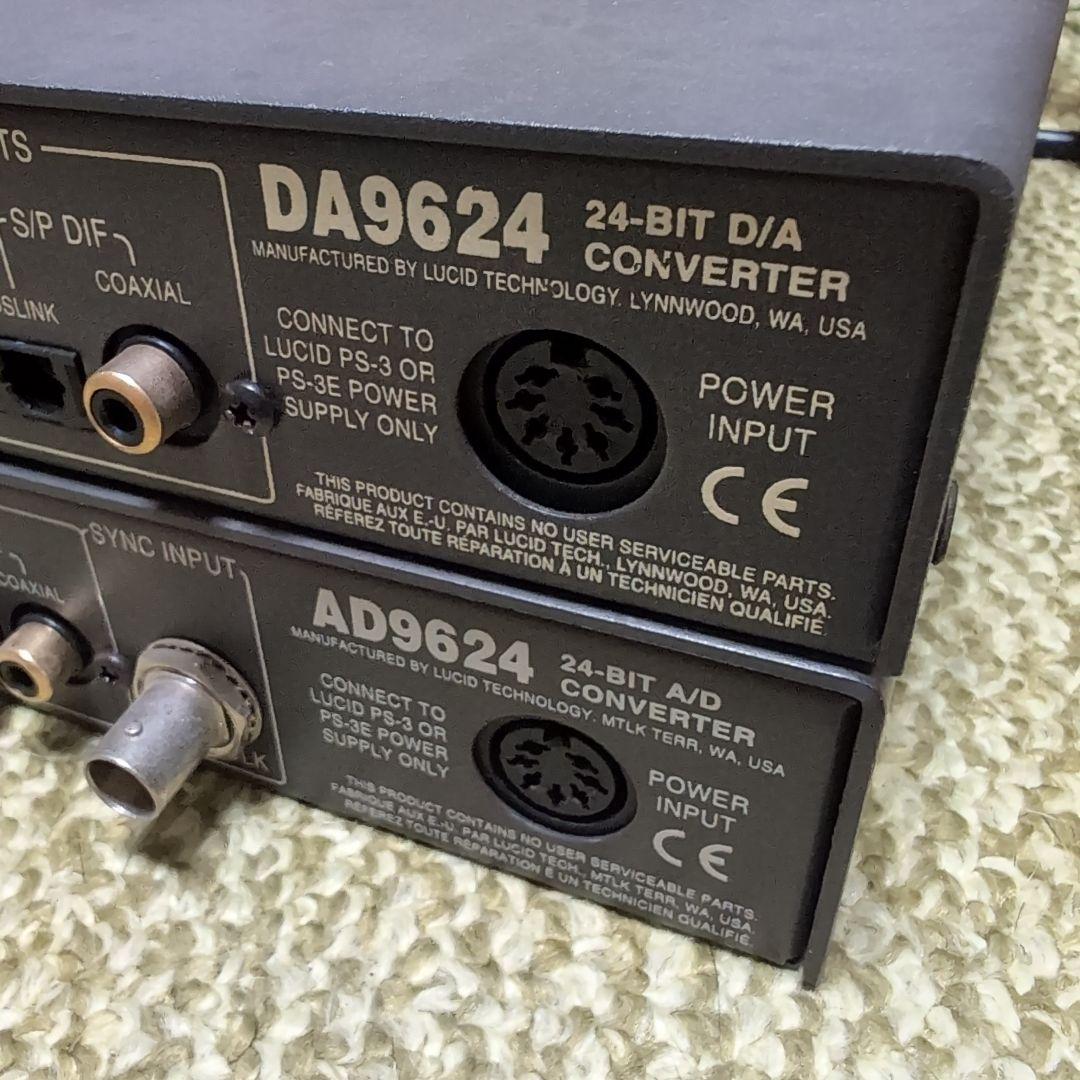 TS
S/P DIF
COAXIAL
SLINK
DA9624
24-BIT D/A
CONVERTER
MANUFACTURED BY LUCID TECHNOLOGY, LYNNWOOD, WA, USA
CONNECT TO
LUCID PS-3 OR
PS-3E POWER
SUPPLY ONLY
POWER
INPUT
CE
THIS PRODUCT CONTAINS NO USER SERVICEABLE PARTS.
FABRIQUE AUX E.-U. PAR LUCID TECH., LYNNWOOD, WA, USA.
RÉFEREZ TOUTE RÉPARATION À UN TECHNICIEN QUALIFIÉ.
COAXIAL
SYNC INPUT
LK
AD9624
24-BIT A/D
CONVERTER
MANUFACTURED BY LUCID TECHNOLOGY, MTLK TERR, WA, USA
CONNECT TO
LUCID PS-3 OR
PS-3E POWER
SUPPLY ONLY
POWER
INPUT
CE
THIS PRODUCT CONTAINS NO USER SERVICEABLE PARTS.
FABRIQUE AUX E.-U. PAR LUCID TECH., MTLK TERR, WA, USA.
RÉFEREZ TOUTE RÉPARATION É UN TECHNICIEN QUALIFIÉ.